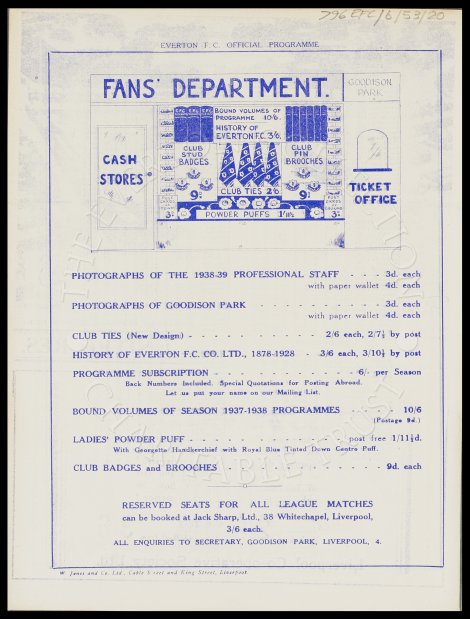 796 EFC/6/53/20
EVERTON F.C. OFFICIAL PROGRAMME
FANS' DEPARTMENT.
GOODISON
PARK
BOUND VOLUMES OF
PROGRAMME 10/6
HISTORY OF
EVERTON F.C. 3/6.
CLUB
STUD
BADGES
CLUB
PIN
BROOCHES
CASH
STORES
9D
9D
CLUB TIES 2/6
TICKET
OFFICE
3D
POWDER PUFFS
3D
PHOTOGRAPHS OF THE 1938-39 PROFESSIONAL STAFF - - - 3d. each
with paper wallet 4d. each
PHOTOGRAPHS OF GOODISON PARK - - - 3d. each
with paper wallet 4d. each
CLUB TIES (New Design) - - - 2/6 each, 2/7½ by post
HISTORY OF EVERTON F.C. CO. LTD., 1878-1928 - 3/6 each, 3/10½ by post
PROGRAMME SUBSCRIPTION - - - 6/- per Season
Back Numbers Included. Special Quotations for Posting Abroad.
Let us put your name on our Mailing List.
BOUND VOLUMES OF SEASON 1937-1938 PROGRAMMES - - 10/6
(Postage 9d.)
LADIES' POWDER PUFF - - - post free 1/11½d.
With Georgette Handkerchief with Royal Blue Tinted Down Centre Puff.
CLUB BADGES and BROOCHES - - - 9d. each
RESERVED SEATS FOR ALL LEAGUE MATCHES
can be booked at Jack Sharp, Ltd., 38 Whitechapel, Liverpool,
3/6 each.
ALL ENQUIRIES TO SECRETARY, GOODISON PARK, LIVERPOOL, 4.
W. Jones and Co. Ltd., Cable Street and King Street, Liverpool